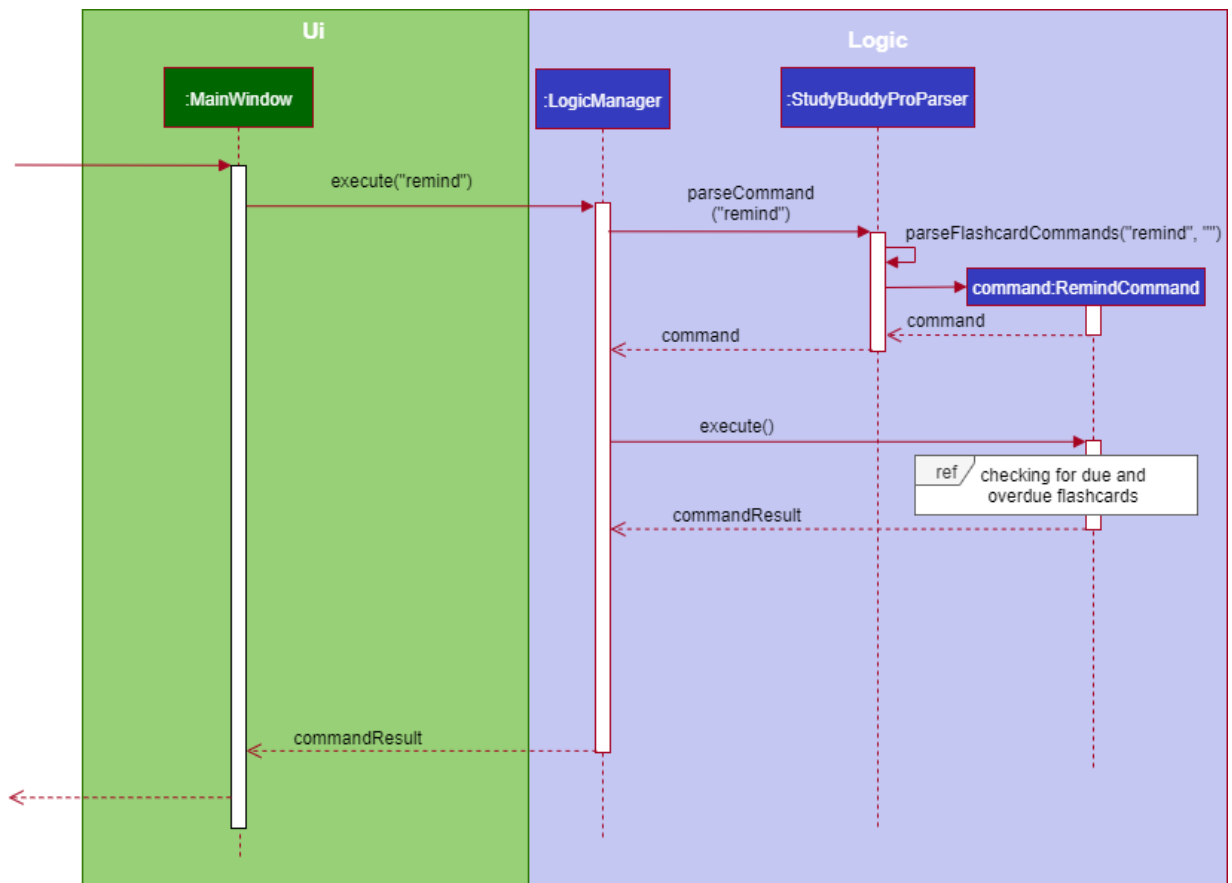 Ui
Logic
:MainWindow
:LogicManager
:StudyBuddyProParser
execute("remind")
parseCommand
("remind")
parseFlashcardCommands("remind", "")
command:RemindCommand
command
command
execute()
ref
checking for due and
overdue flashcards
commandResult
commandResult